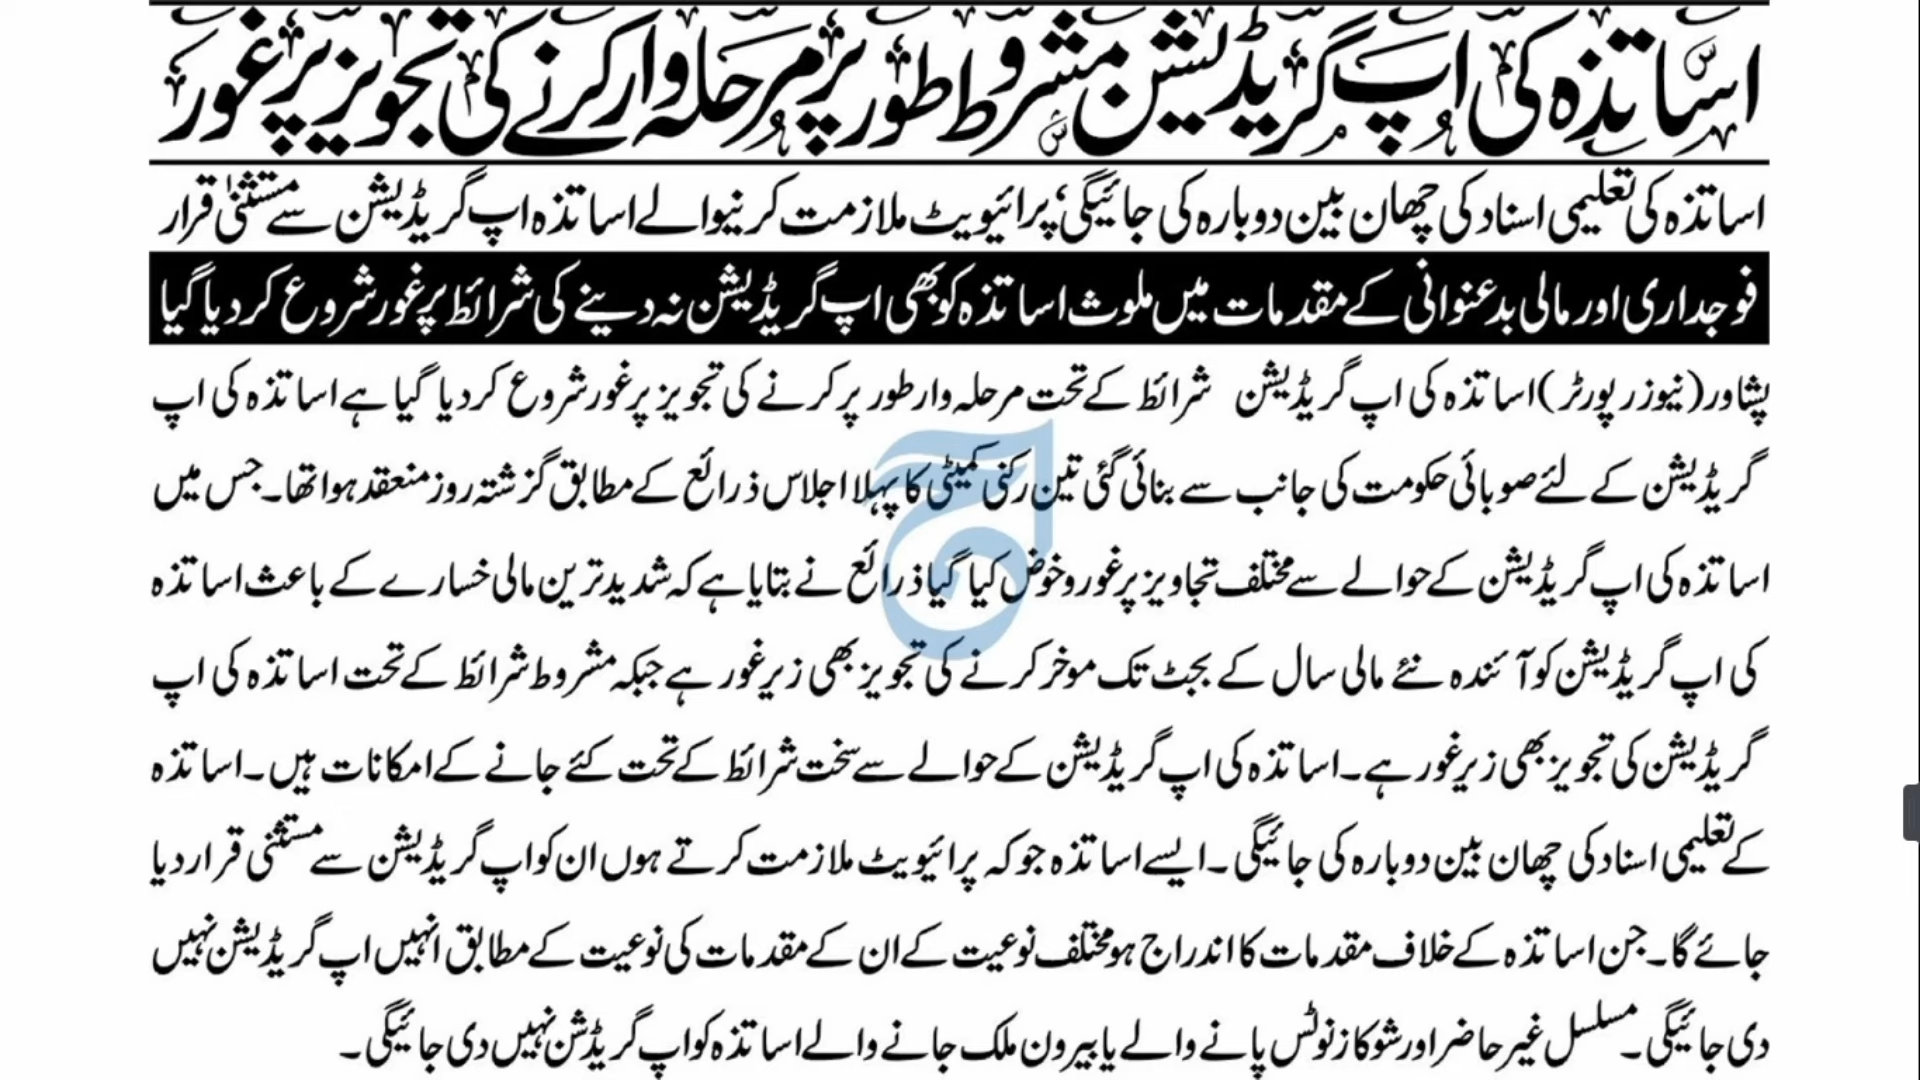 اساتذہ کی اپ گریڈیشن مشروط طور پر مرحلہ وار کرنے کی تجویز پر غور
اساتذہ کی تعلیمی اسناد کی چھان بین دوبارہ کی جائیگی، پرائیویٹ ملازمت کرنیوالے اساتذہ اپ گریڈیشن سے مستثنیٰ قرار
فوجداری اور مالی بدعنوانی کے مقدمات میں ملوث اساتذہ کو بھی اپ گریڈیشن نہ دینے کی شرائط پر غور شروع کر دیا گیا
پشاور (نیوز رپورٹر) اساتذہ کی اپ گریڈیشن شرائط کے تحت مرحلہ وار طور پر کرنے کی تجویز پر غور شروع کر دیا گیا ہے اساتذہ کی اپ
گریڈیشن کے لئے صوبائی حکومت کی جانب سے بنائی گئی تین رکنی کمیٹی کا پہلا اجلاس ذرائع کے مطابق گزشتہ روز منعقد ہوا تھا۔ جس میں
اساتذہ کی اپ گریڈیشن کے حوالے سے مختلف تجاویز پر غور و خوض کیا گیا ذرائع نے بتایا ہے کہ شدید ترین مالی خسارے کے باعث اساتذہ
کی اپ گریڈیشن کو آئندہ نئے مالی سال کے بجٹ تک موخر کرنے کی تجویز بھی زیر غور ہے جبکہ مشروط شرائط کے تحت اساتذہ کی اپ
گریڈیشن کی تجویز بھی زیر غور ہے۔ اساتذہ کی اپ گریڈیشن کے حوالے سے سخت شرائط کے تحت کئے جانے کے امکانات ہیں۔ اساتذہ
کے تعلیمی اسناد کی چھان بین دوبارہ کی جائیگی۔ ایسے اساتذہ جو کہ پرائیویٹ ملازمت کرتے ہوں ان کو اپ گریڈیشن سے مستثنی قرار دیا
جائے گا۔ جن اساتذہ کے خلاف مقدمات کا اندراج ہو مختلف نوعیت کے ان کے مقدمات کی نوعیت کے مطابق انہیں اپ گریڈیشن نہیں
دی جائیگی۔ مسلسل غیر حاضر اور شوکاز نوٹس پانے والے یا بیرون ملک جانے والے اساتذہ کو اپ گریڈشن نہیں دی جائیگی۔